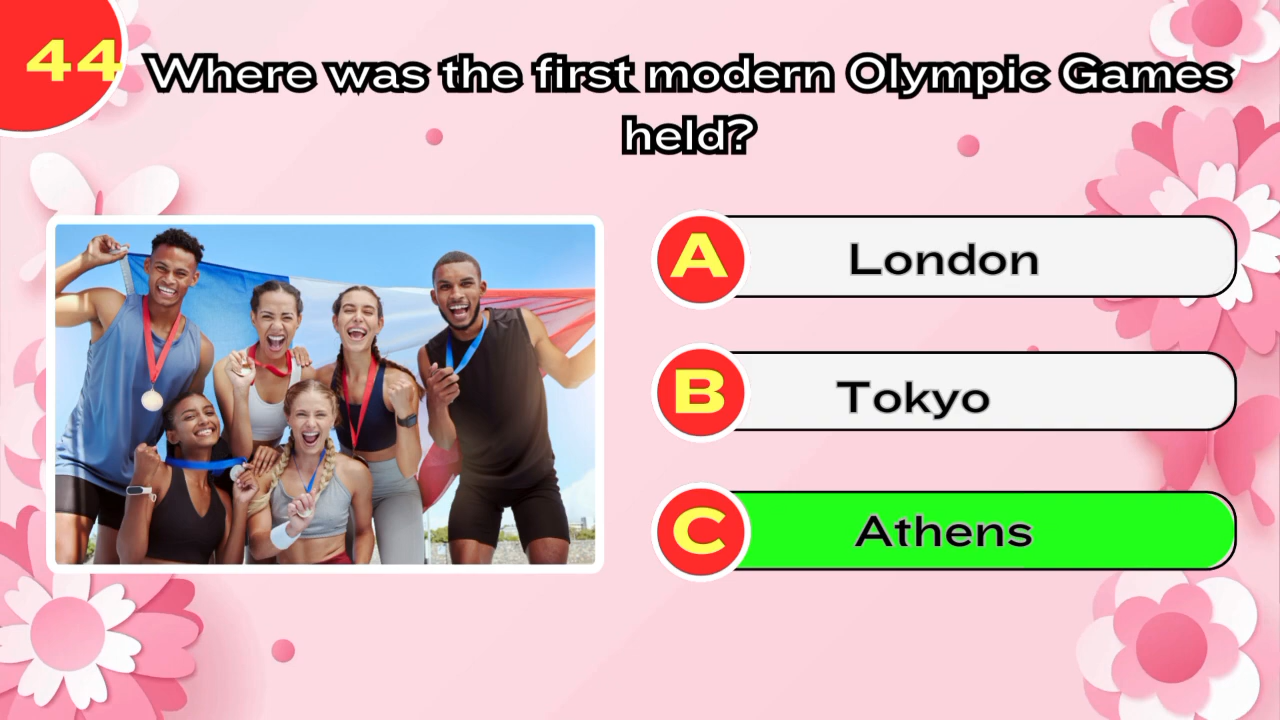 44
Where was the first modern Olympic Games
held?
A London
B Tokyo
C Athens